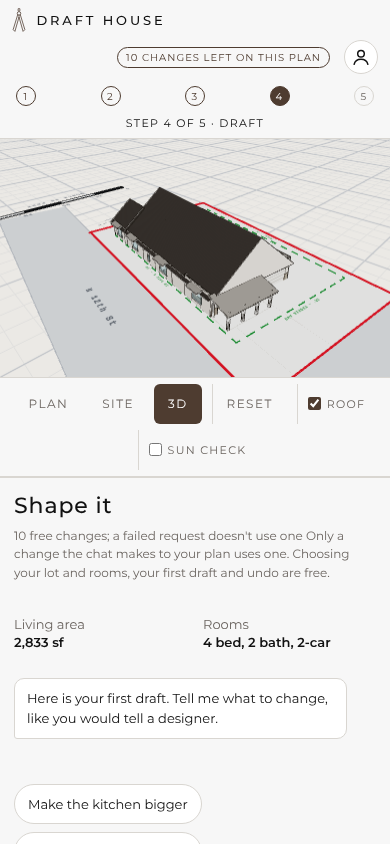 DRAFT HOUSE
10 CHANGES LEFT ON THIS PLAN
1 2 3 4 5
STEP 4 OF 5 · DRAFT
PLAN SITE 3D RESET ROOF
SUN CHECK
Shape it
10 free changes; a failed request doesn't use one Only a
change the chat makes to your plan uses one. Choosing
your lot and rooms, your first draft and undo are free.
Living area Rooms
2,833 sf 4 bed, 2 bath, 2-car
Here is your first draft. Tell me what to change,
like you would tell a designer.
Make the kitchen bigger